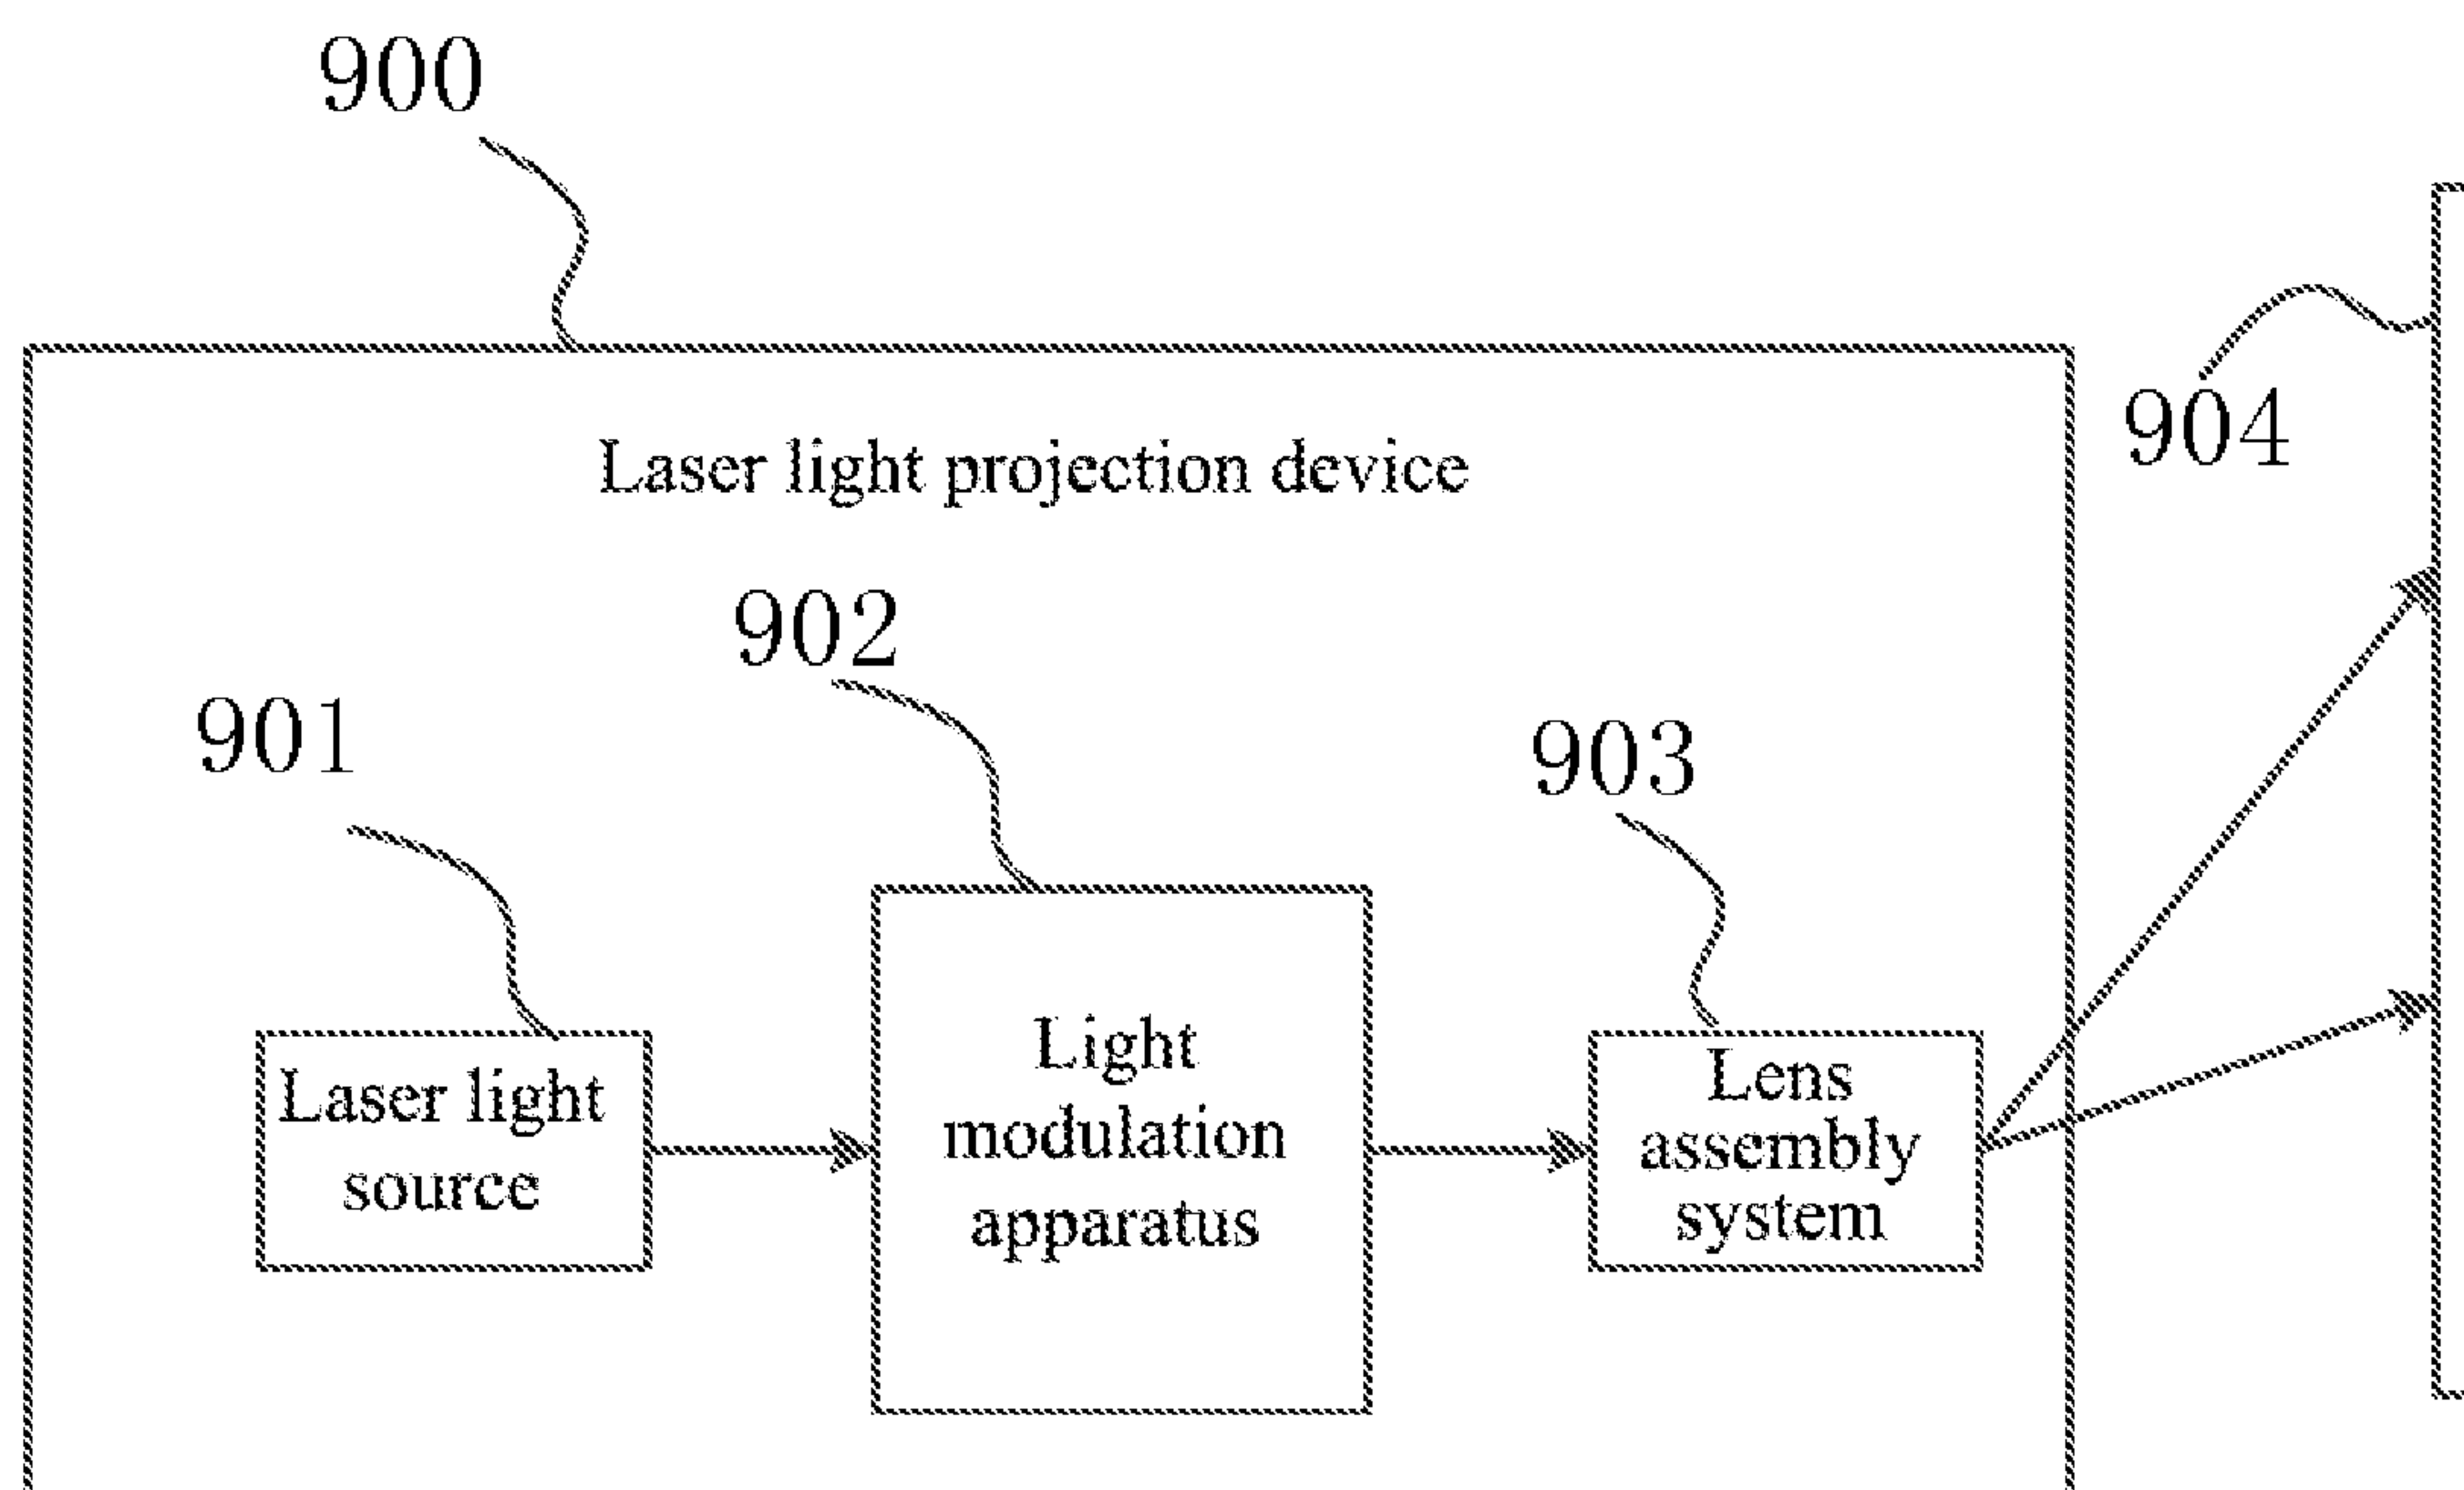 900
904
Laser light projection device
902
901
903
Laser light
source
Light
modulation
apparatus
Lens
assembly
system